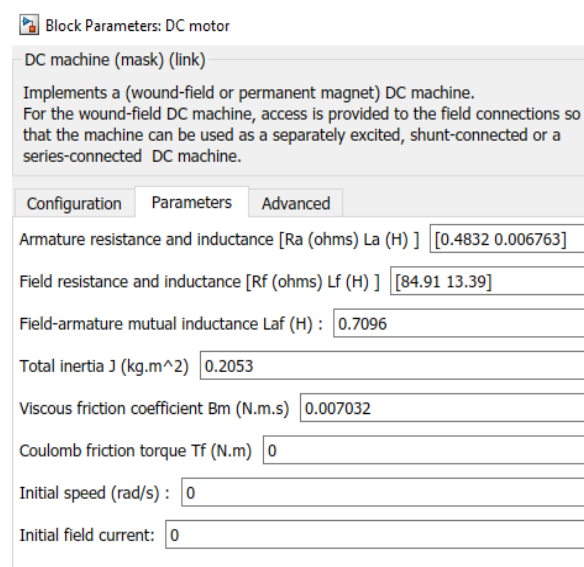 Block Parameters: DC motor
DC machine (mask) (link)
Implements a (wound-field or permanent magnet) DC machine.
For the wound-field DC machine, access is provided to the field connections so
that the machine can be used as a separately excited, shunt-connected or a
series-connected DC machine.
Configuration Parameters Advanced
Armature resistance and inductance [Ra (ohms) La (H) ] [0.4832 0.006763]
Field resistance and inductance [Rf (ohms) Lf (H) ] [84.91 13.39]
Field-armature mutual inductance Laf (H) : 0.7096
Total inertia J (kg.m^2) 0.2053
Viscous friction coefficient Bm (N.m.s) 0.007032
Coulomb friction torque Tf (N.m) 0
Initial speed (rad/s) : 0
Initial field current: 0